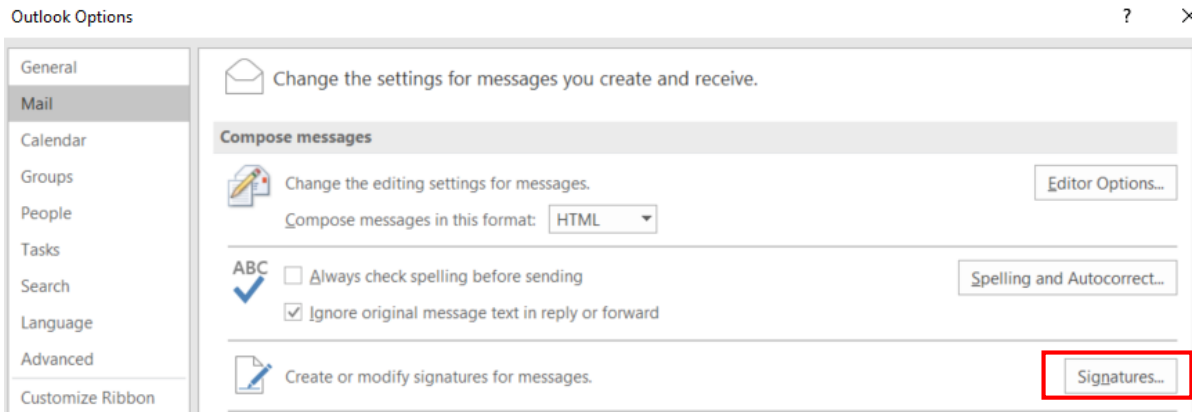 Outlook Options ? ×
General
Mail
Calendar
Groups
People
Tasks
Search
Language
Advanced
Customize Ribbon
Change the settings for messages you create and receive.
Compose messages
Change the editing settings for messages.
Editor Options...
Compose messages in this format: HTML
ABC
Always check spelling before sending
Spelling and Autocorrect...
Ignore original message text in reply or forward
Create or modify signatures for messages.
Signatures...